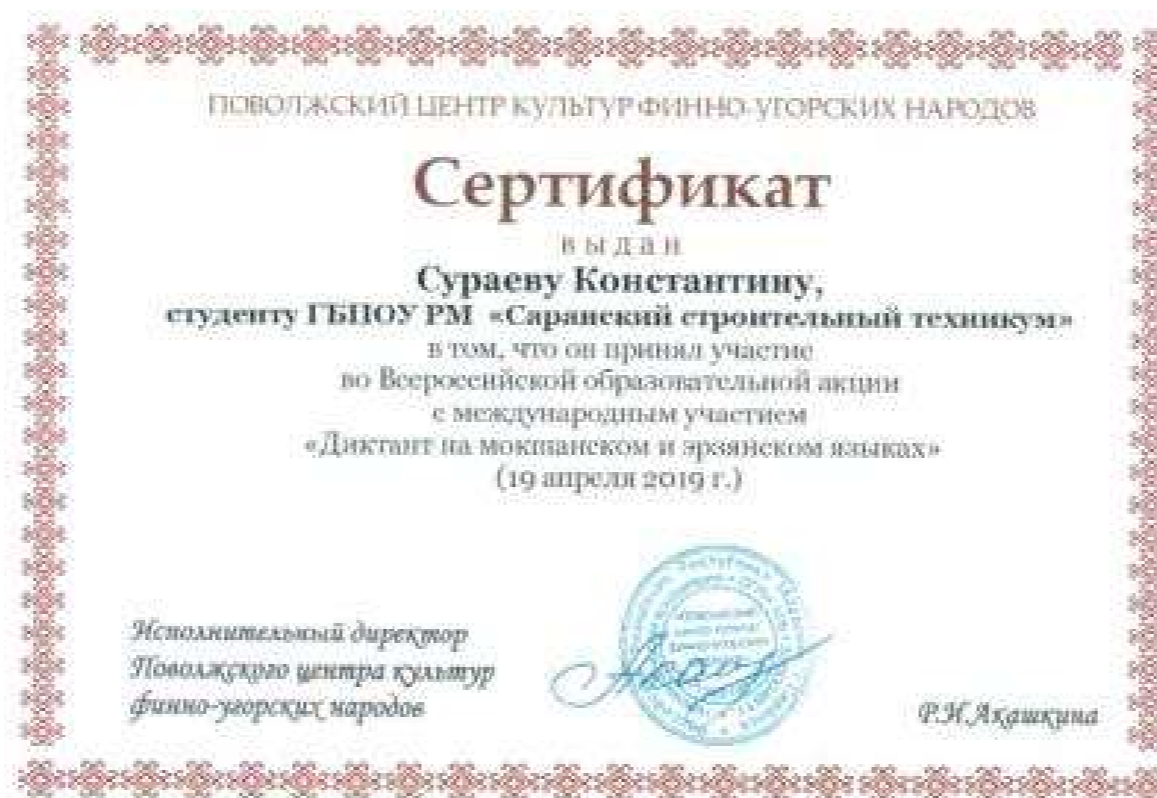 ПОВОЛЖСКИЙ ЦЕНТР КУЛЬТУР ФИННО-УГОРСКИХ НАРОДОВ
Сертификат
выдан
Сураеву Константину,
студенту ГБПОУ РМ «Саранский строительный техникум»
в том, что он принял участие
во Всероссийской образовательной акции
с международным участием
«Диктант на мокшанском и эрзянском языках»
(19 апреля 2019 г.)
Исполнительный директор
Поволжского центра культур
финно-угорских народов
Р.Н.Акашкина